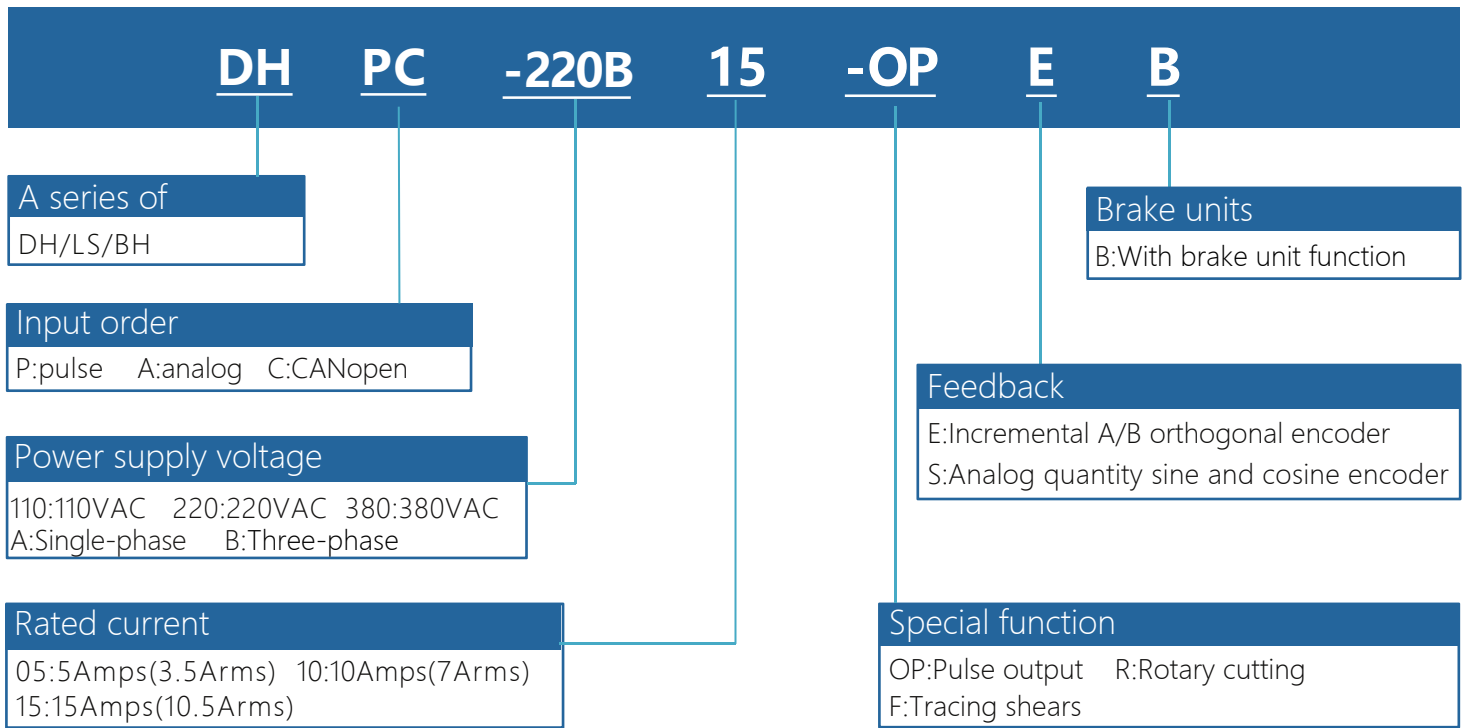 DH PC -220B 15 -OP E B
A series of
DH/LS/BH
Input order
P:pulse A:analog C:CANopen
Power supply voltage
110:110VAC 220:220VAC 380:380VAC
A:Single-phase B:Three-phase
Rated current
05:5Amps(3.5Arms) 10:10Amps(7Arms)
15:15Amps(10.5Arms)
Brake units
B:With brake unit function
Feedback
E:Incremental A/B orthogonal encoder
S:Analog quantity sine and cosine encoder
Special function
OP:Pulse output R:Rotary cutting
F:Tracing shears